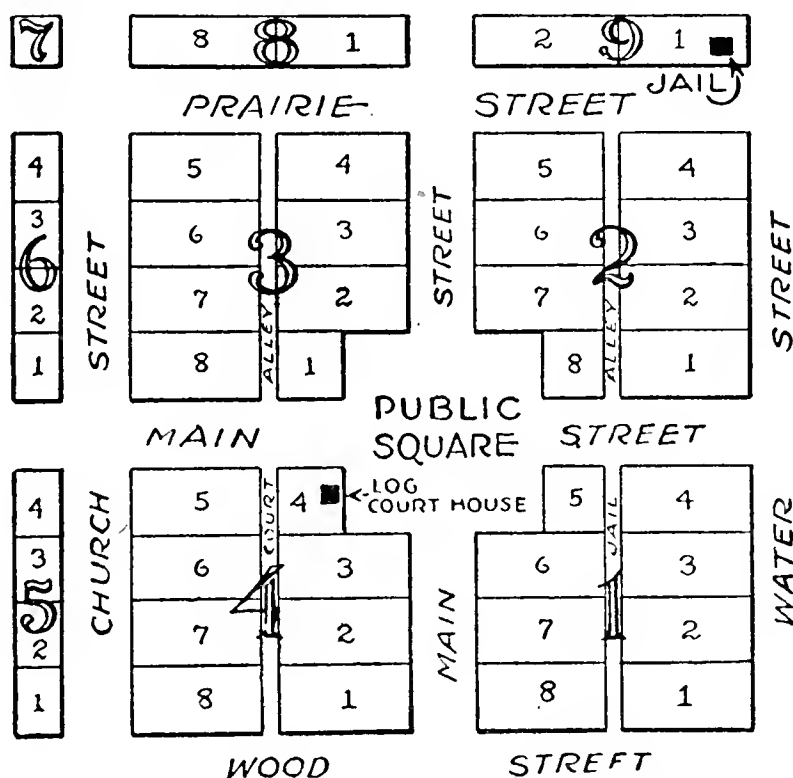 7 8 8 1 2 9 1
JAIL
PRAIRIE STREET
4 5 4 5 4
3 6 3 6 3
6 3 2
2 7 2 7 2
1 8 1 8 1
STREET ALLEY STREET ALLEY STREET
PUBLIC
SQUARE
MAIN STREET
4 5 4 5 4
LOG
COURT HOUSE
3 6 3 6 3
5 4 1
2 7 2 7 2
1 8 1 8 1
CHURCH COURT MAIN JAIL WATER
WOOD STREFT